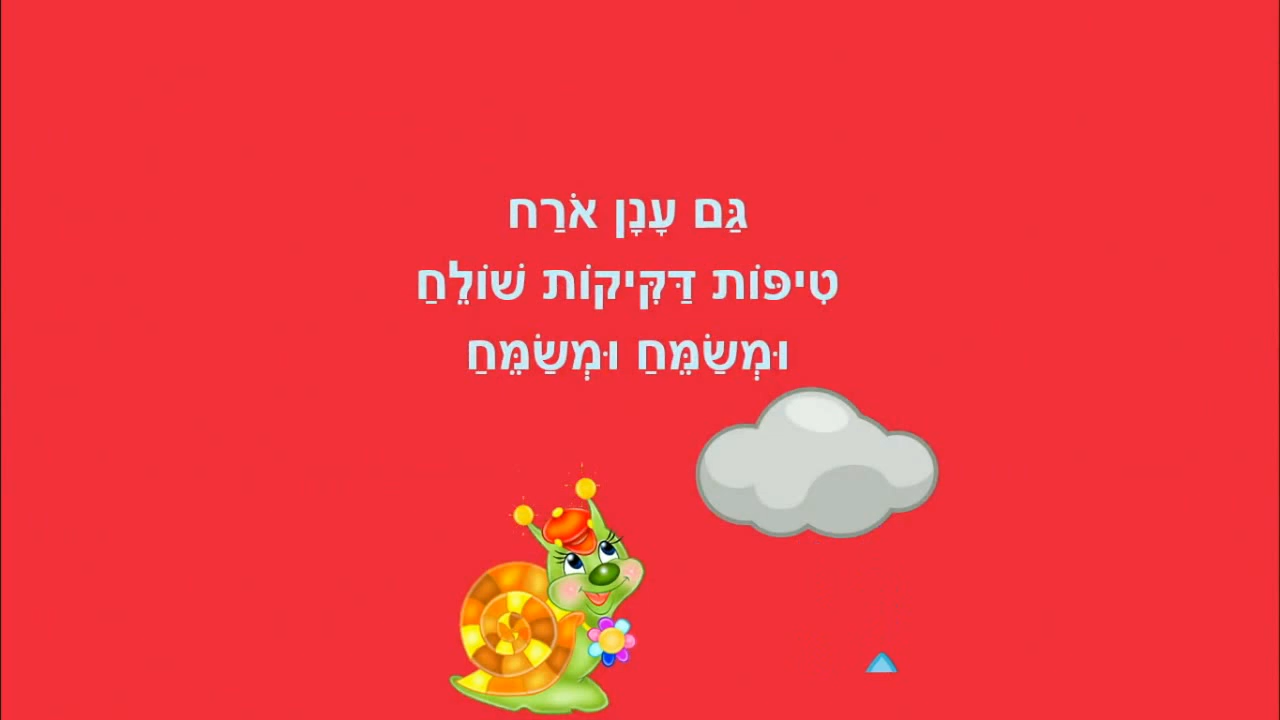 גַּם עָנָן אֹרַח
טִיפּוֹת דַּקִּיקוֹת שׁוֹלֵחַ
וּמְשַׂמֵּחַ וּמְשַׂמֵּחַ